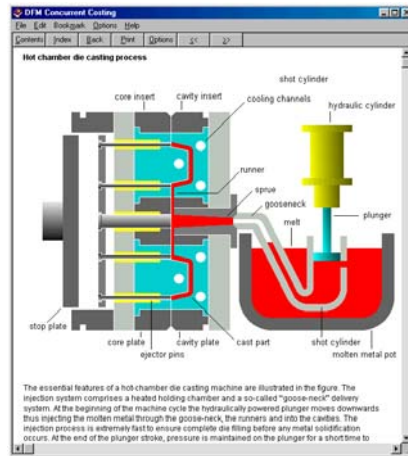 DFM Concurrent Costing
File Edit Bookmark Options Help
Contents Index Back Print Options << >>
Hot chamber die casting process
shot cylinder
core insert cavity insert
cooling channels
hydraulic cylinder
runner
sprue
gooseneck
melt
plunger
stop plate
core plate cavity plate
ejector pins
cast part
shot cylinder
molten metal pot
The essential features of a hot-chamber die casting machine are illustrated in the figure. The
injection system comprises a heated holding chamber and a so-called "goose-neck" delivery
system. At the beginning of the machine cycle the hydraulically powered plunger moves downwards
thus injecting the molten metal through the goose-neck, the runners and into the cavities. The
injection process is extremely fast to ensure complete die filling before any metal solidification
occurs. At the end of the plunger stroke, pressure is maintained on the plunger for a short time to